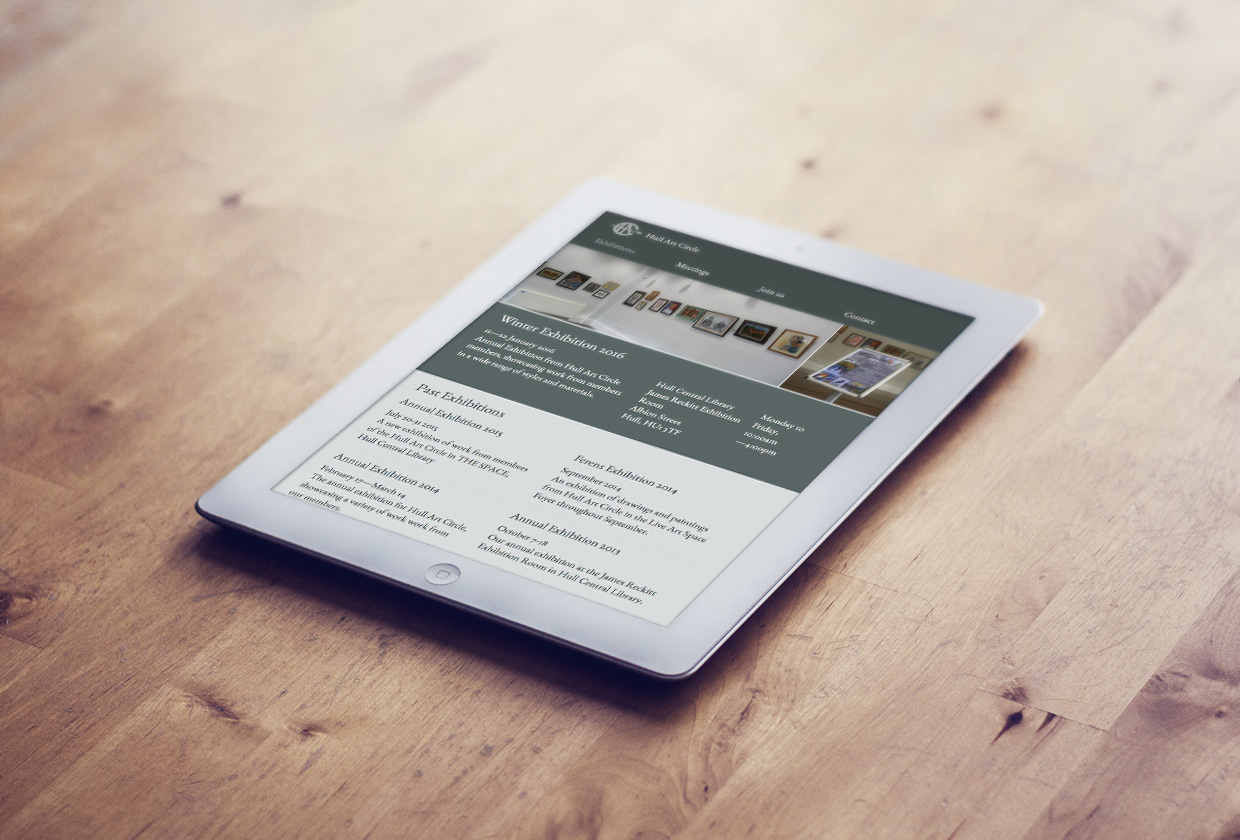 Hull Art Circle
Exhibitions
Meetings
Join us
Contact
Winter Exhibition 2016
11—22 January 2016
Annual Exhibition from Hull Art Circle
members, showcasing work from members
in a wide range of styles and materials.
Hull Central Library
James Reckitt Exhibition
Room
Albion Street
Hull, HU1 3TF
Monday to
Friday,
10:00am
—4:00pm
Past Exhibitions
Annual Exhibition 2015
July 20-31 2015
A new exhibition of work from members
of the Hull Art Circle in THE SPACE,
Hull Central Library
Ferens Exhibition 2014
September 2014
An exhibition of drawings and paintings
from Hull Art Circle in the Live Art Space
Foyer throughout September.
Annual Exhibition 2014
February 17—March 14
The annual exhibition for Hull Art Circle,
showcasing a variety of work work from
our members.
Annual Exhibition 2013
October 7-18
Our annual exhibition at the James Reckitt
Exhibition Room in Hull Central Library.